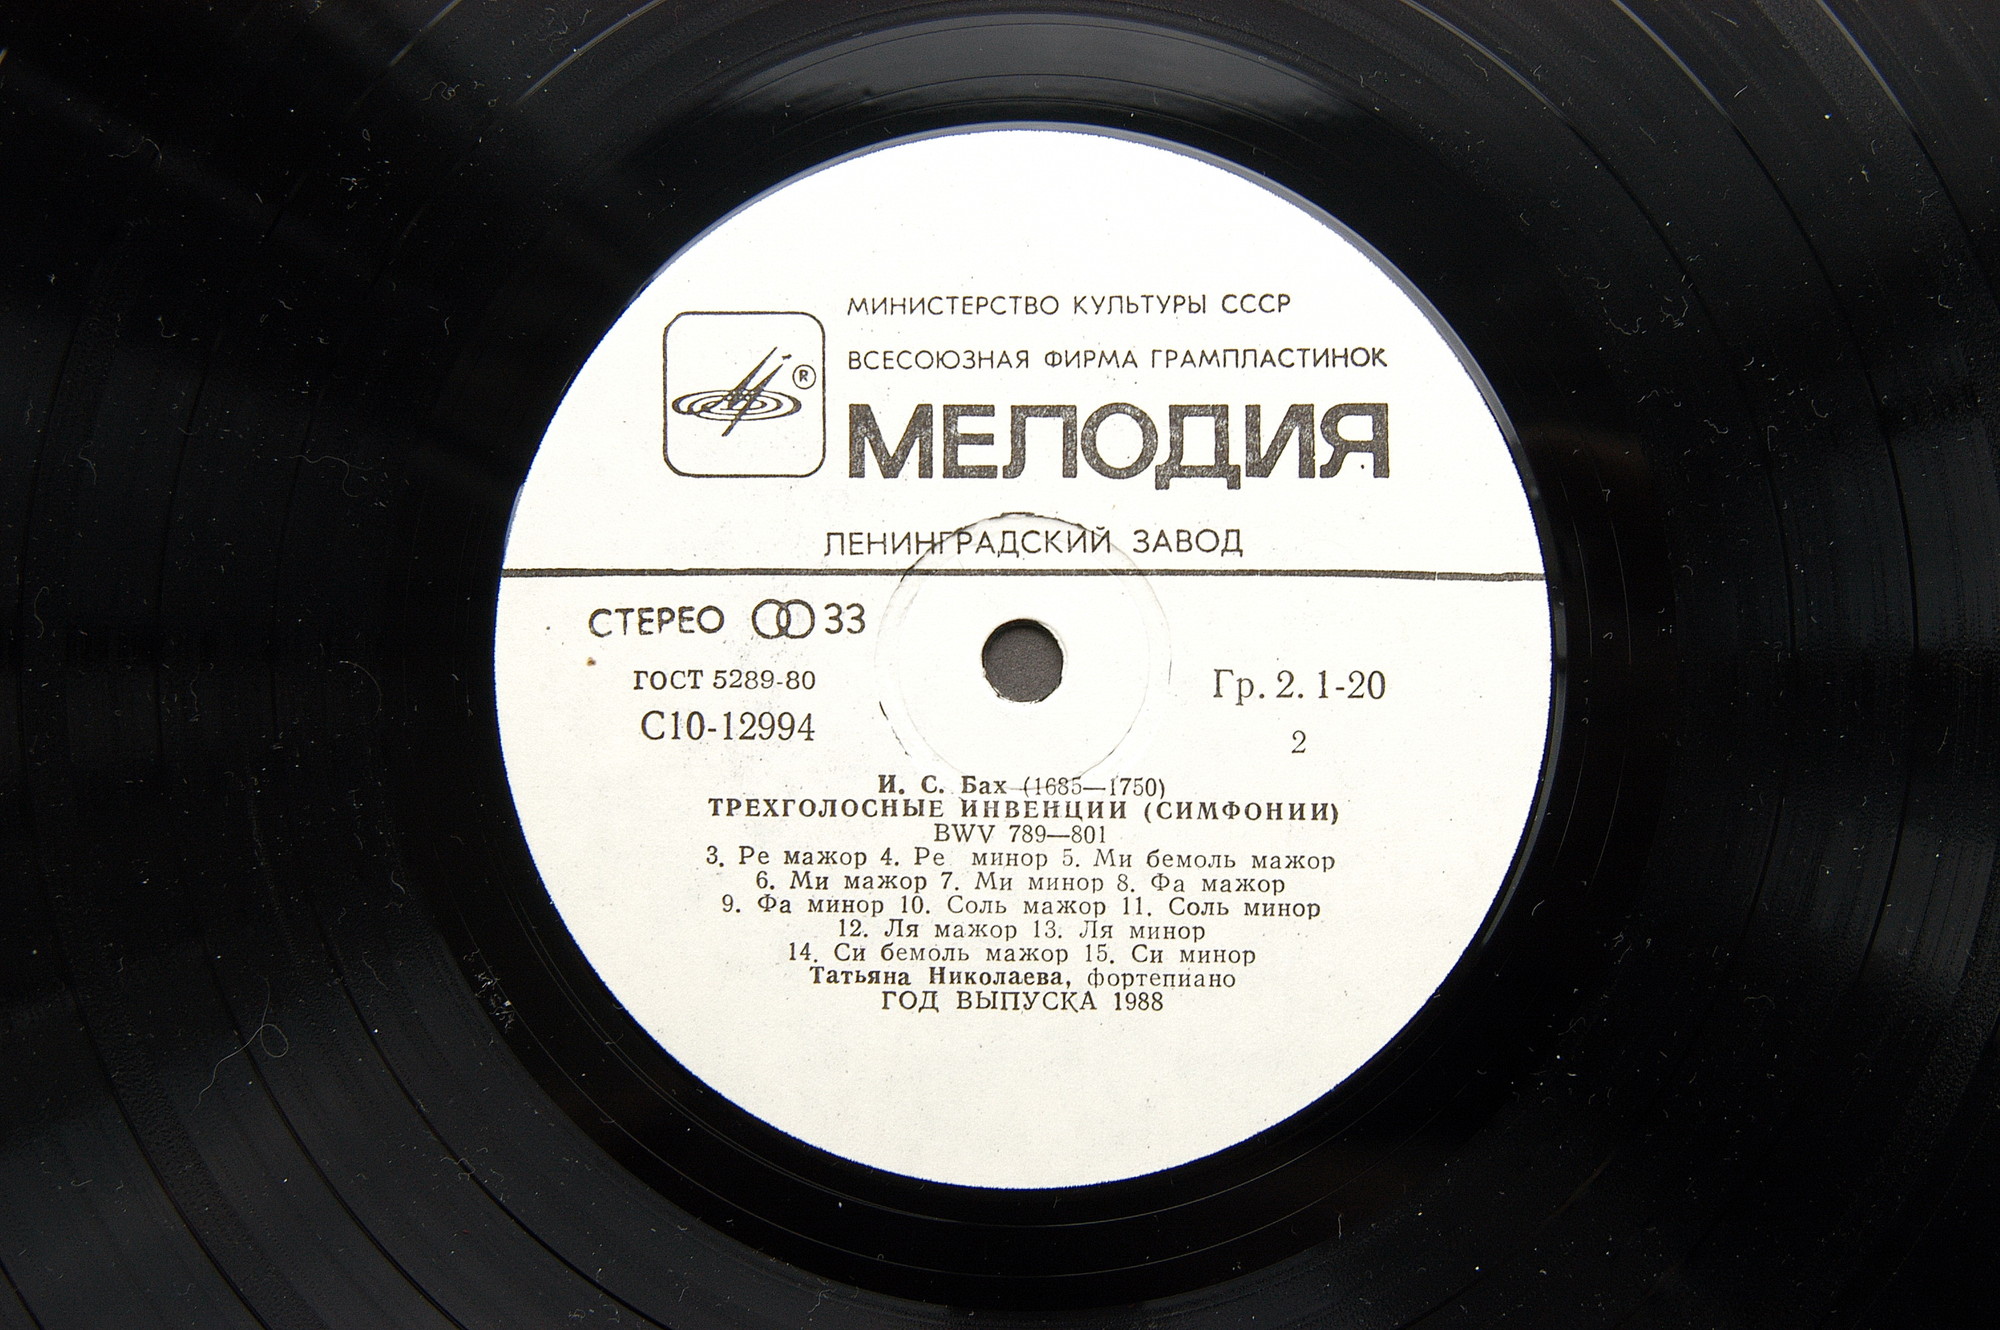 МИНИСТЕРСТВО КУЛЬТУРЫ СССР
ВСЕСОЮЗНАЯ ФИРМА ГРАМПЛАСТИНОК
®
МЕЛОДИЯ
ЛЕНИНГРАДСКИЙ ЗАВОД
СТЕРЕО 33
ГОСТ 5289-80
Гр. 2. 1-20
С10-12994
2
И. С. Бах (1685—1750)
ТРЕХГОЛОСНЫЕ ИНВЕНЦИИ (СИМФОНИИ)
BWV 789—801
3. Ре мажор 4. Ре минор 5. Ми бемоль мажор
6. Ми мажор 7. Ми минор 8. Фа мажор
9. Фа минор 10. Соль мажор 11. Соль минор
12. Ля мажор 13. Ля минор
14. Си бемоль мажор 15. Си минор
Татьяна Николаева, фортепиано
ГОД ВЫПУСКА 1988